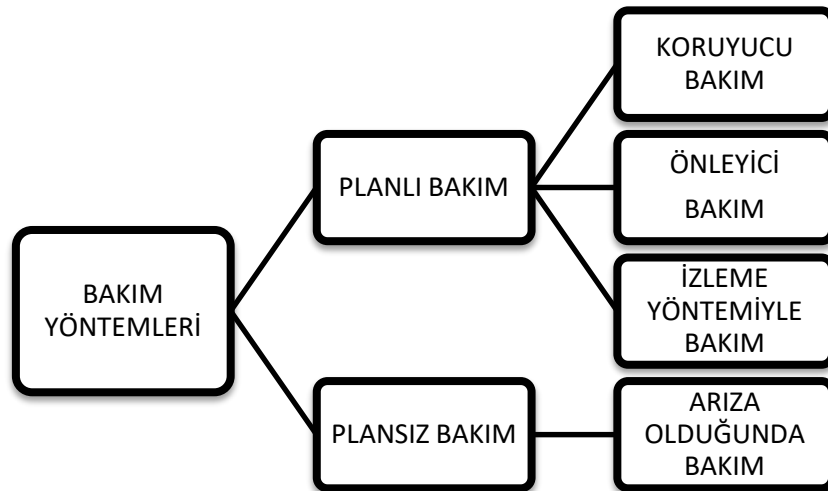 KORUYUCU
BAKIM
PLANLI BAKIM
ÖNLEYİCİ
BAKIM
BAKIM
YÖNTEMLERİ
İZLEME
YÖNTEMİYLE
BAKIM
PLANSIZ BAKIM
ARIZA
OLDUĞUNDA
BAKIM